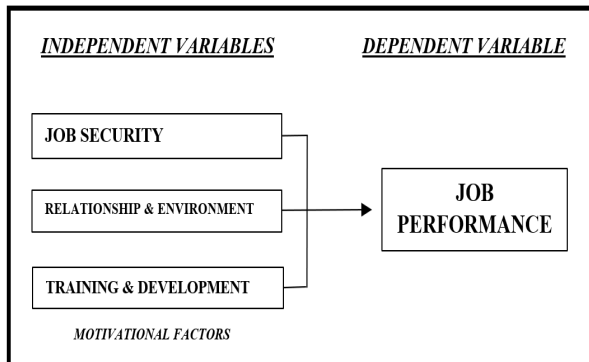 INDEPENDENT VARIABLES
DEPENDENT VARIABLE
JOB SECURITY
RELATIONSHIP & ENVIRONMENT
JOB
PERFORMANCE
TRAINING & DEVELOPMENT
MOTIVATIONAL FACTORS